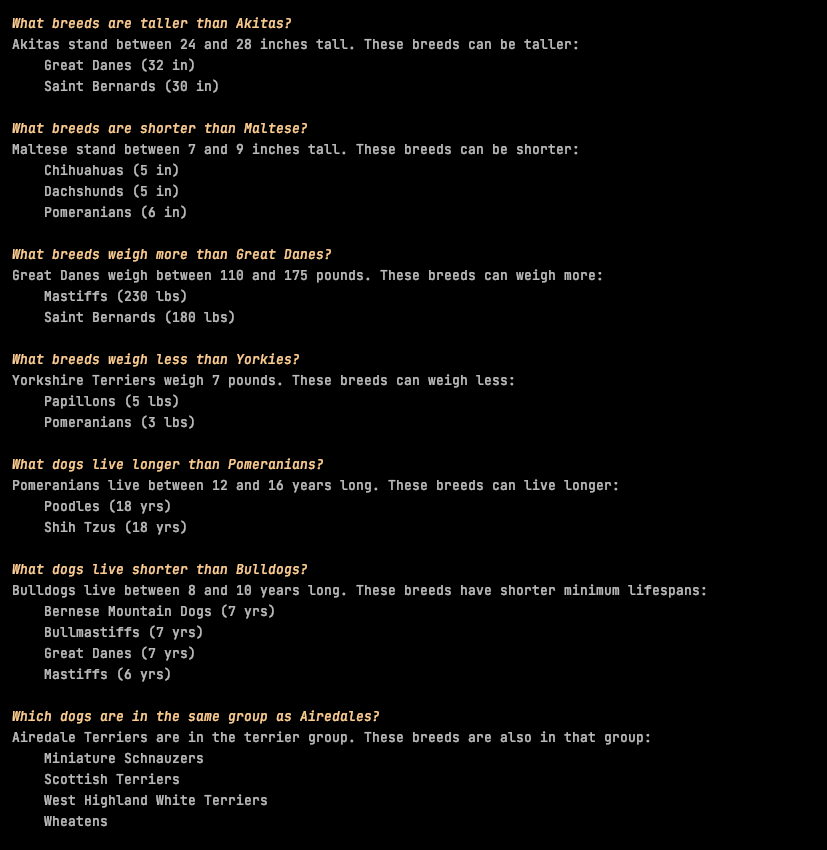 What breeds are taller than Akitas?
Akitas stand between 24 and 28 inches tall. These breeds can be taller:
Great Danes (32 in)
Saint Bernards (30 in)
What breeds are shorter than Maltese?
Maltese stand between 7 and 9 inches tall. These breeds can be shorter:
Chihuahuas (5 in)
Dachshunds (5 in)
Pomeranians (6 in)
What breeds weigh more than Great Danes?
Great Danes weigh between 110 and 175 pounds. These breeds can weigh more:
Mastiffs (230 lbs)
Saint Bernards (180 lbs)
What breeds weigh less than Yorkies?
Yorkshire Terriers weigh 7 pounds. These breeds can weigh less:
Papillons (5 lbs)
Pomeranians (3 lbs)
What dogs live longer than Pomeranians?
Pomeranians live between 12 and 16 years long. These breeds can live longer:
Poodles (18 yrs)
Shih Tzus (18 yrs)
What dogs live shorter than Bulldogs?
Bulldogs live between 8 and 10 years long. These breeds have shorter minimum lifespans:
Bernese Mountain Dogs (7 yrs)
Bullmastiffs (7 yrs)
Great Danes (7 yrs)
Mastiffs (6 yrs)
Which dogs are in the same group as Airedales?
Airedale Terriers are in the terrier group. These breeds are also in that group:
Miniature Schnauzers
Scottish Terriers
West Highland White Terriers
Wheatens